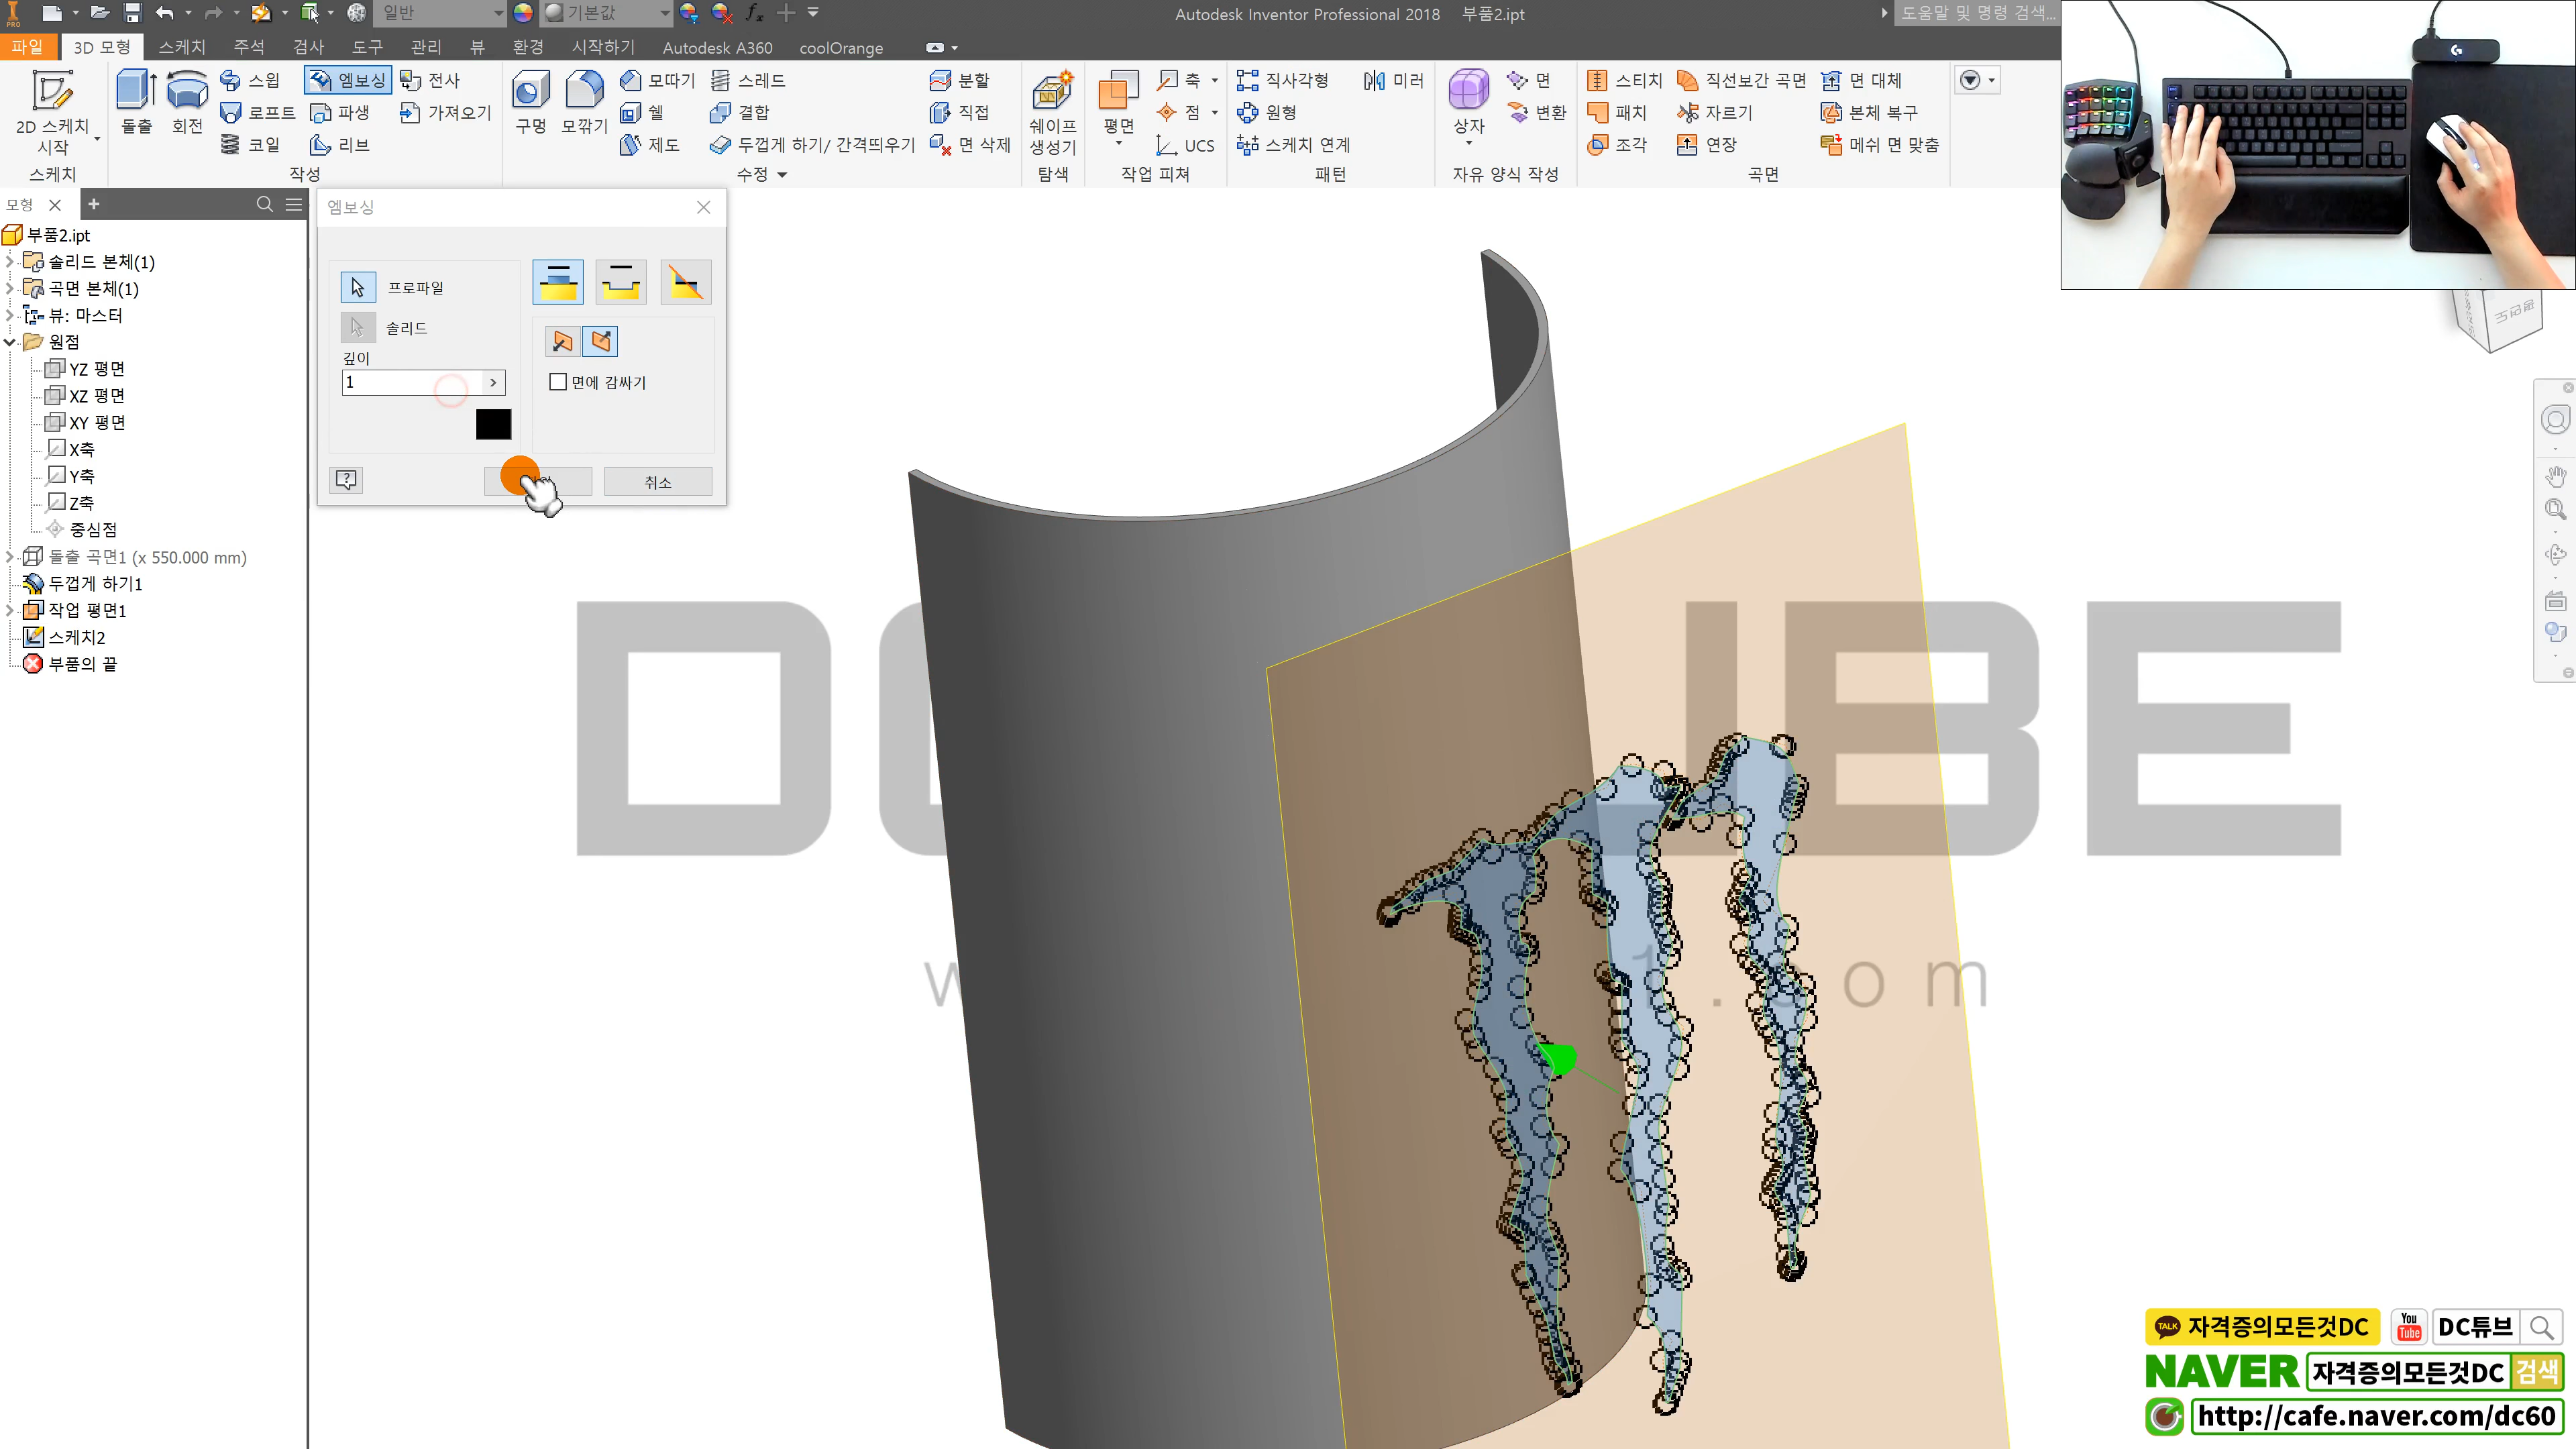 일반
기본값
fx
Autodesk Inventor Professional 2018 부품2.ipt
도움말 및 명령 검색...
PRO
파일 3D 모형 스케치 주석 검사 도구 관리 뷰 환경 시작하기 Autodesk A360 coolOrange
2D 스케치 시작
돌출
회전
스윕
로프트
코일
엠보싱
파생
리브
전사
가져오기
구멍
모깎기
모따기
쉘
제도
스레드
결합
두껍게 하기/ 간격띄우기
분할
직접
면 삭제
쉐이프 생성기
평면
축
점
UCS
직사각형
원형
스케치 연계
미러
상자
면
변환
스티치
패치
조각
직선보간 곡면
자르기
연장
면 대체
본체 복구
메쉬 면 맞춤
스케치 작성 수정 탐색 작업 피쳐 패턴 자유 양식 작성 곡면
모형
부품2.ipt
솔리드 본체(1)
곡면 본체(1)
뷰: 마스터
원점
YZ 평면
XZ 평면
XY 평면
X축
Y축
Z축
중심점
돌출 곡면1 (x 550.000 mm)
두껍게 하기1
작업 평면1
스케치2
부품의 끝
엠보싱
프로파일
솔리드
깊이
1
면에 감싸기
취소
TALK 자격증의모든것DC You Tube DC튜브
NAVER 자격증의모든것DC 검색
http://cafe.naver.com/dc60